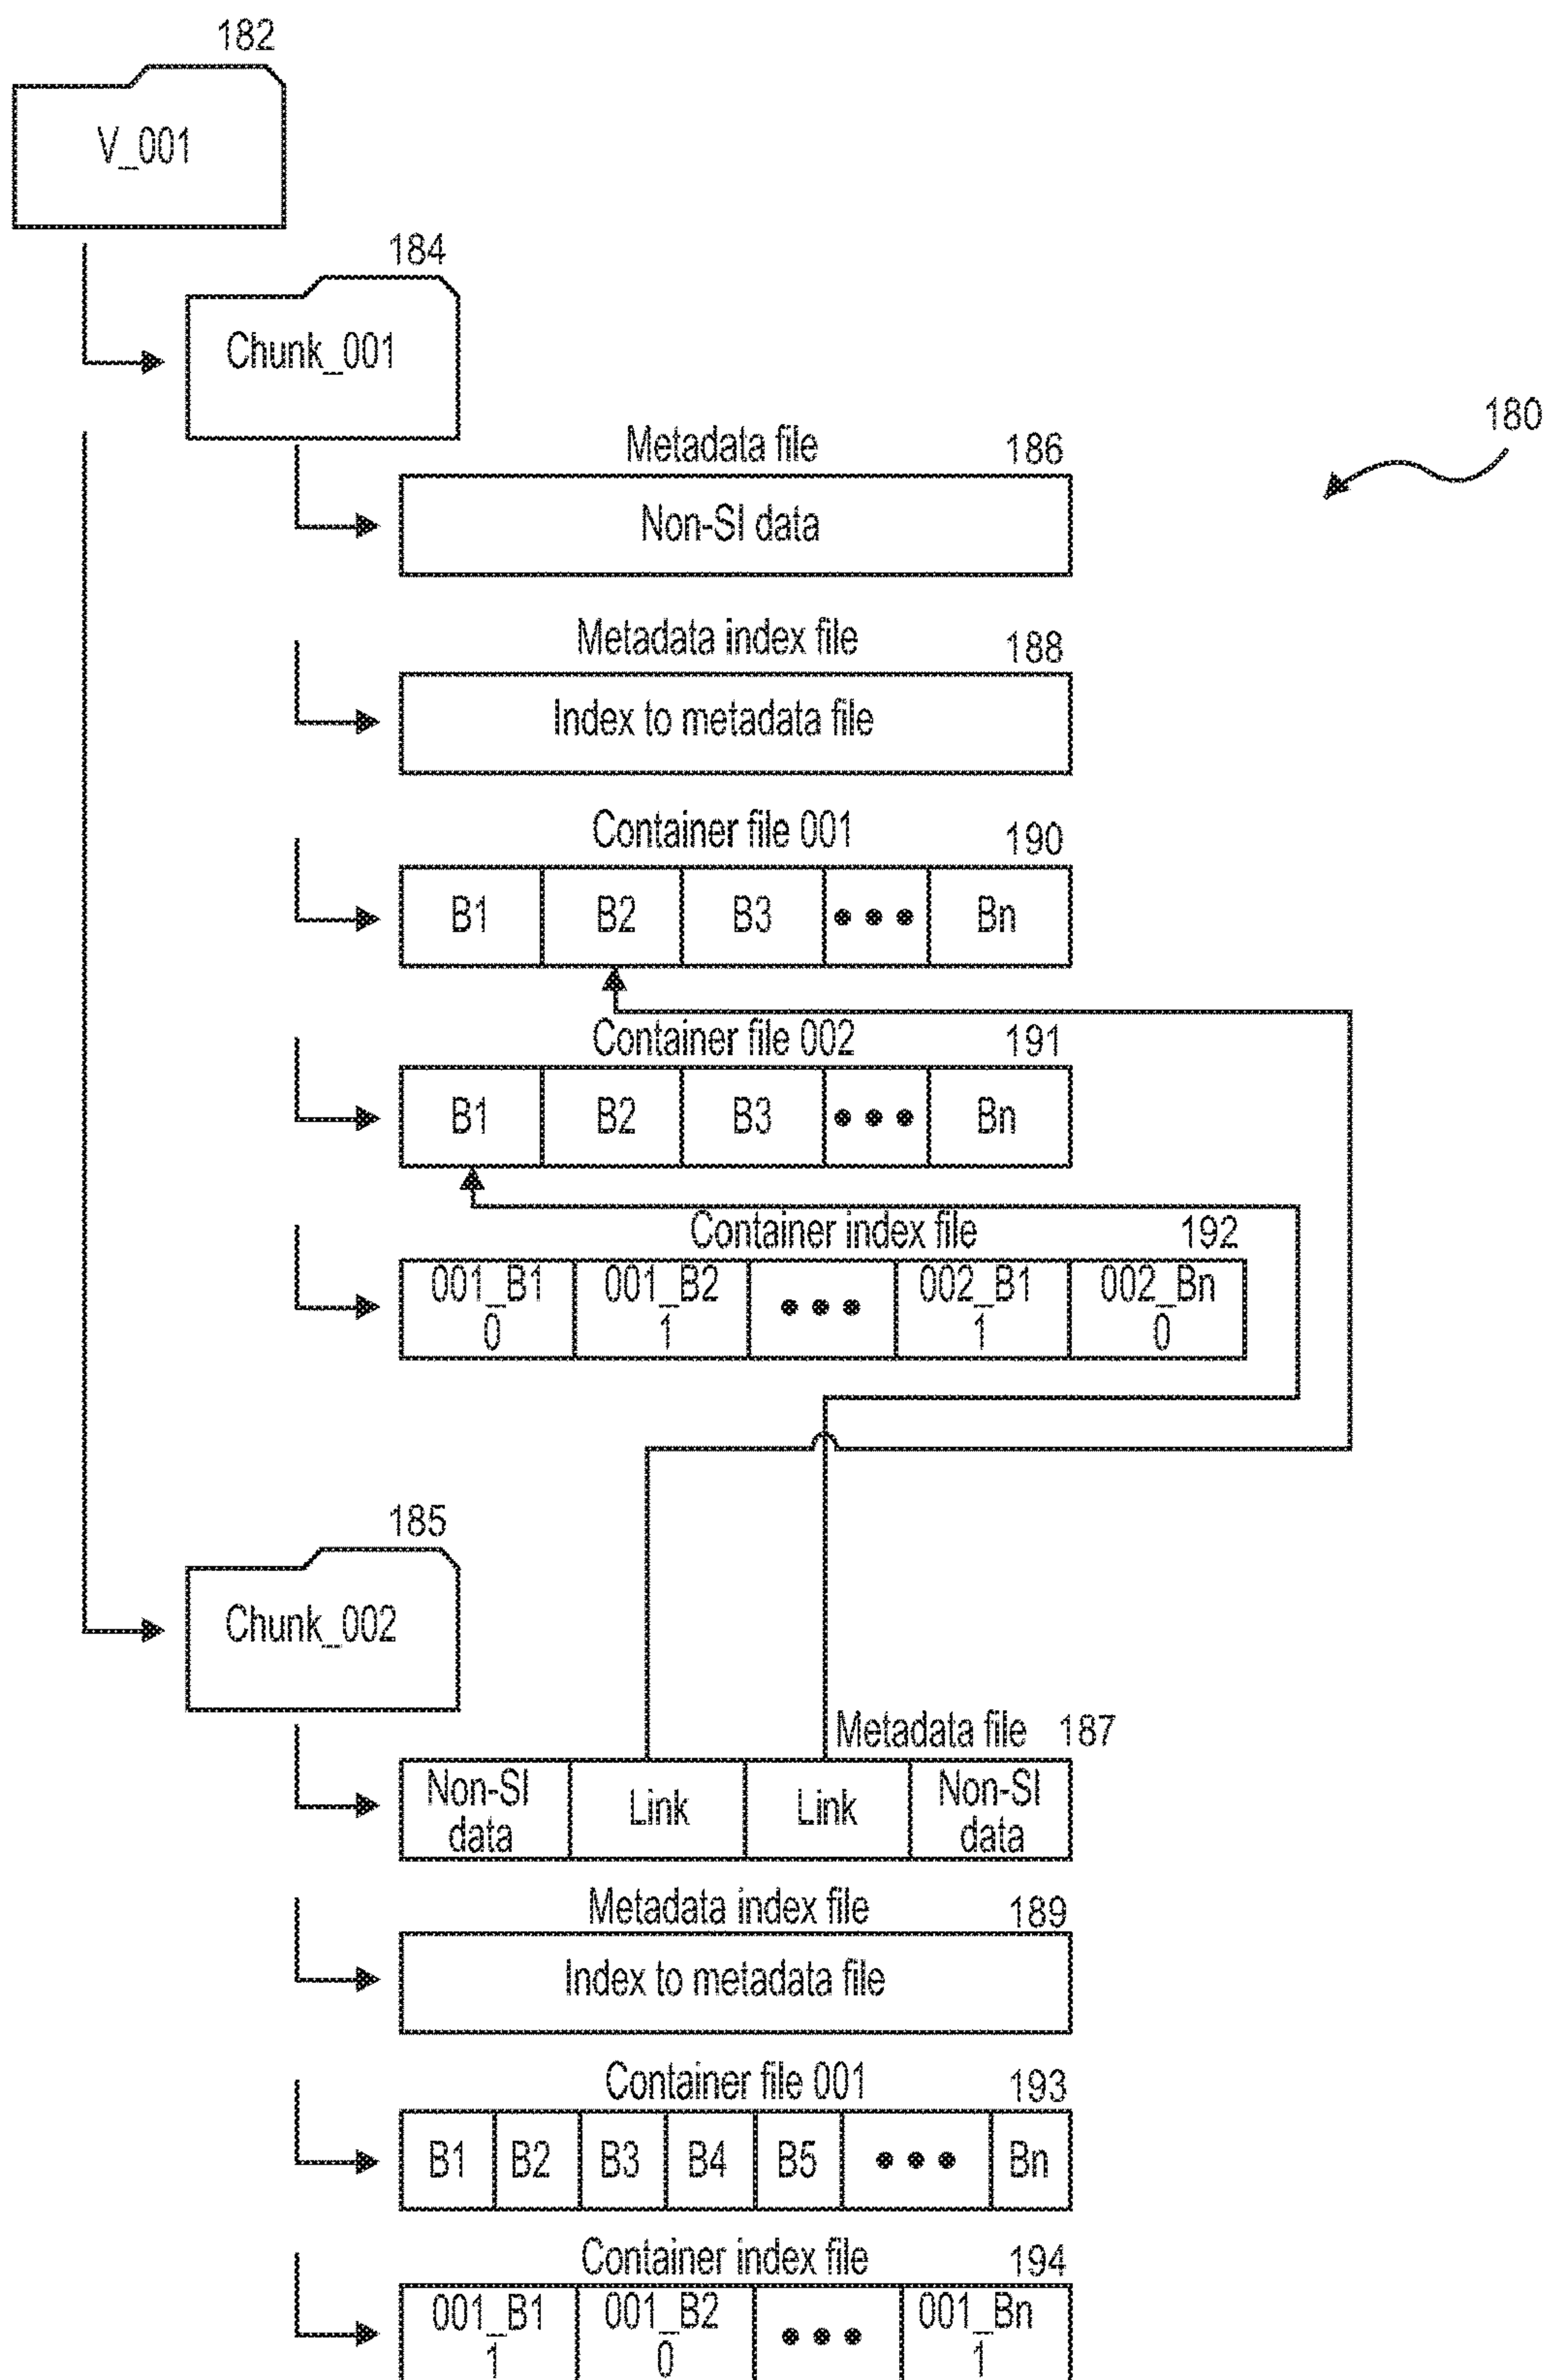 182
V_001
184
Chunk_001
180
Metadata file 186
Non-SI data
Metadata index file 188
Index to metadata file
Container file 001 190
B1 B2 B3 ••• Bn
Container file 002 191
B1 B2 B3 ••• Bn
Container index file 192
001_B1 001_B2 ••• 002_B1 002_Bn
0 1 1 0
185
Chunk_002
Metadata file 187
Non-SI Link Link Non-SI
data data
Metadata index file 189
Index to metadata file
Container file 001 193
B1 B2 B3 B4 B5 ••• Bn
Container index file 194
001_B1 001_B2 ••• 001_Bn
1 0 1